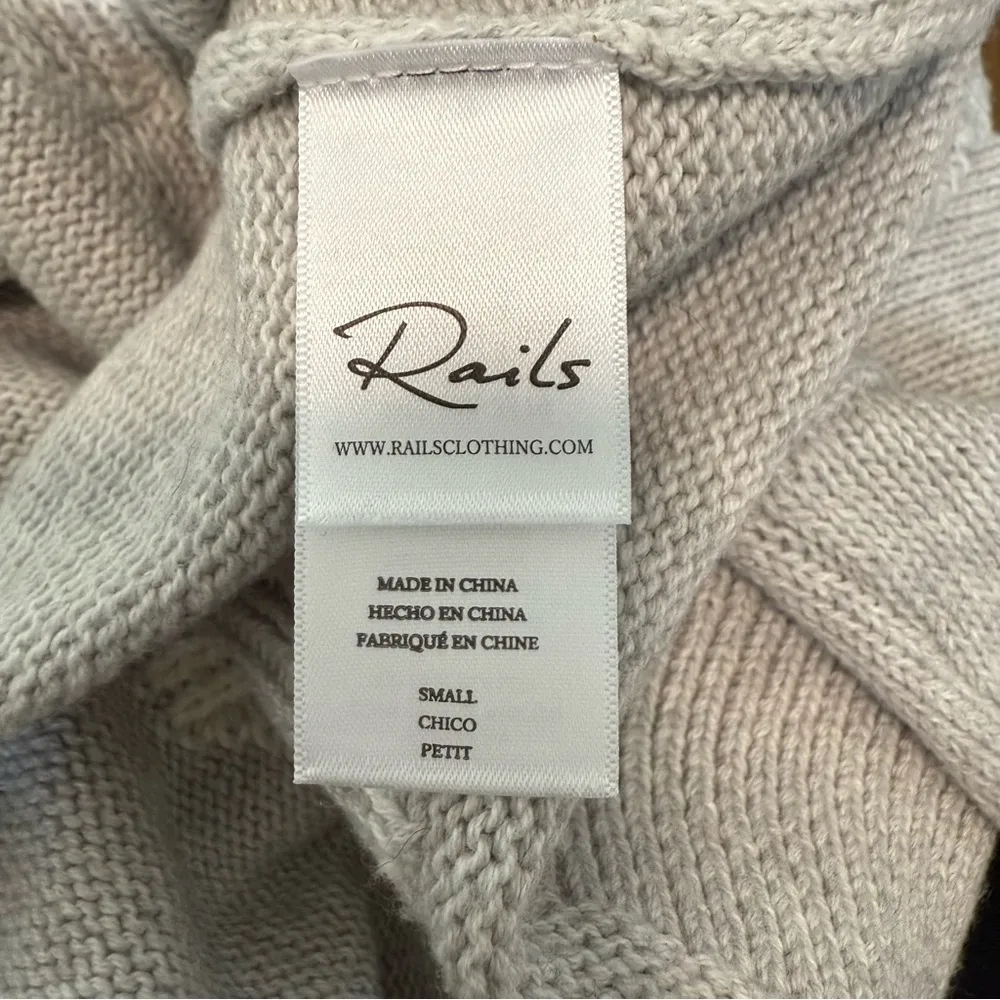 Rails
WWW.RAILSCLOTHING.COM
MADE IN CHINA
HECHO EN CHINA
FABRIQUÉ EN CHINE
SMALL
CHICO
PETIT